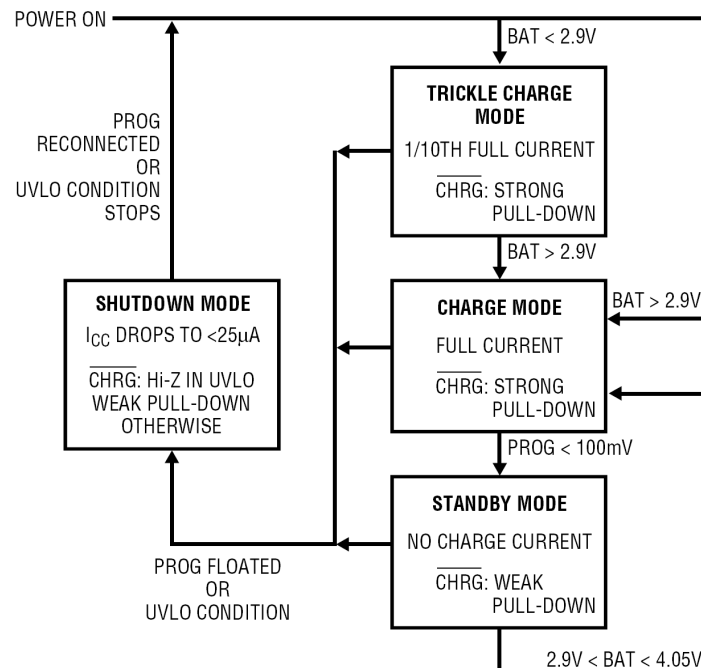 POWER ON
BAT < 2.9V
TRICKLE CHARGE
MODE
1/10TH FULL CURRENT
CHRG: STRONG
PULL-DOWN
PROG
RECONNECTED
OR
UVLO CONDITION
STOPS
BAT > 2.9V
SHUTDOWN MODE
ICC DROPS TO <25µA
CHRG: Hi-Z IN UVLO
WEAK PULL-DOWN
OTHERWISE
CHARGE MODE
FULL CURRENT
CHRG: STRONG
PULL-DOWN
BAT > 2.9V
PROG < 100mV
STANDBY MODE
NO CHARGE CURRENT
CHRG: WEAK
PULL-DOWN
PROG FLOATED
OR
UVLO CONDITION
2.9V < BAT < 4.05V